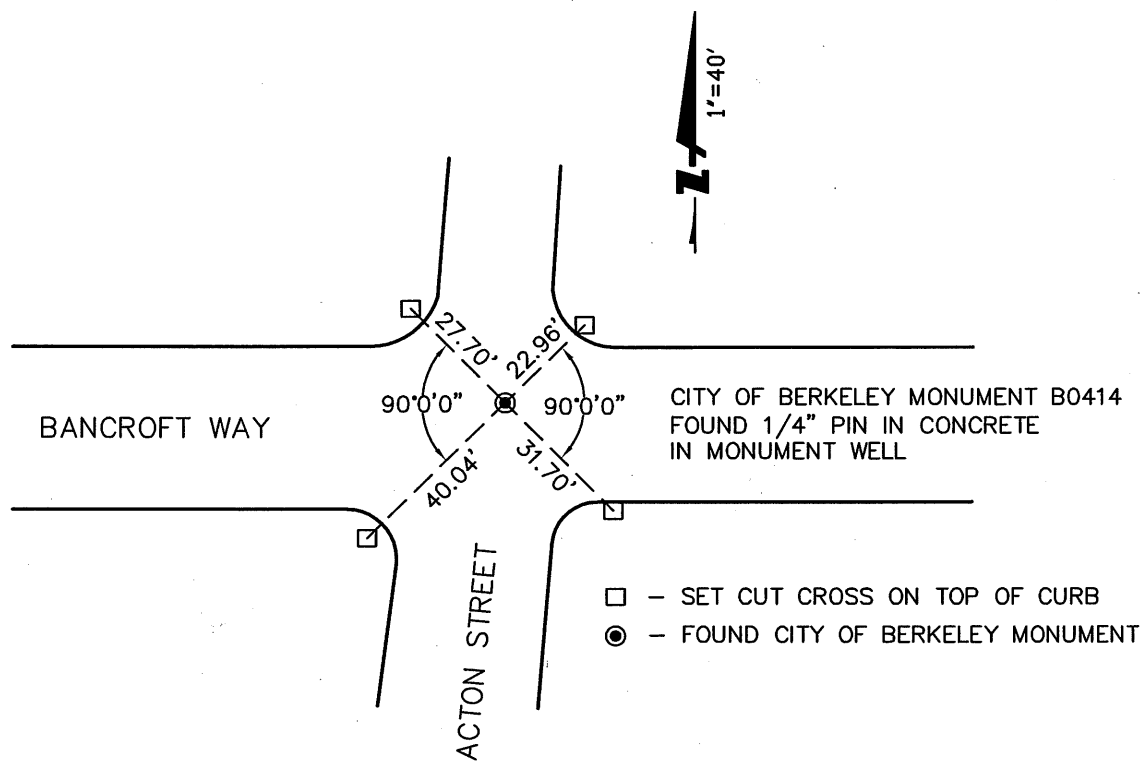 1"=40'
N
27.70'
22.96'
90°0'0"
90°0'0"
40.04'
31.70'
BANCROFT WAY
CITY OF BERKELEY MONUMENT B0414
FOUND 1/4" PIN IN CONCRETE
IN MONUMENT WELL
ACTON STREET
– SET CUT CROSS ON TOP OF CURB
– FOUND CITY OF BERKELEY MONUMENT